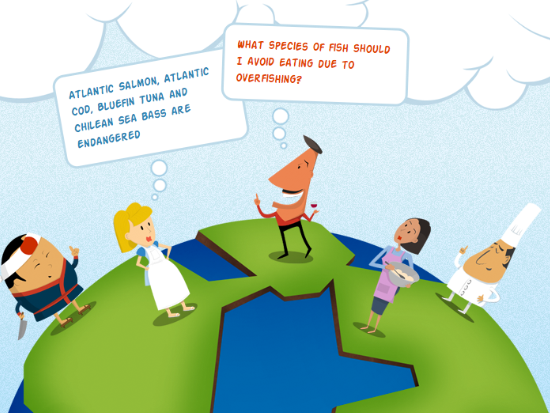 WHAT SPECIES OF FISH SHOULD
I AVOID EATING DUE TO
OVERFISHING?
ATLANTIC SALMON, ATLANTIC
COD, BLUEFIN TUNA AND
CHILEAN SEA BASS ARE
ENDANGERED